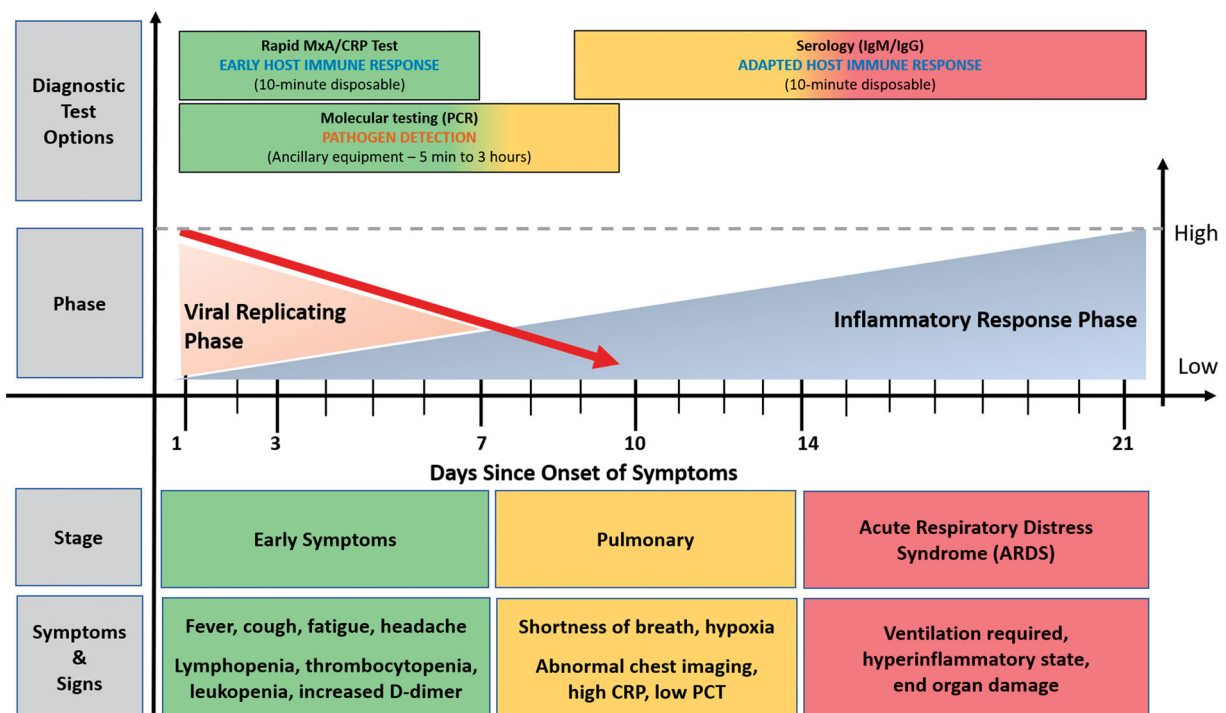 Diagnostic
Test
Options
Rapid MxA/CRP Test
EARLY HOST IMMUNE RESPONSE
(10-minute disposable)
Serology (IgM/IgG)
ADAPTED HOST IMMUNE RESPONSE
(10-minute disposable)
Molecular testing (PCR)
PATHOGEN DETECTION
(Ancillary equipment – 5 min to 3 hours)
Phase
Viral Replicating
Phase
Inflammatory Response Phase
High
Low
1 3 7 10 14 21
Days Since Onset of Symptoms
Stage
Early Symptoms
Pulmonary
Acute Respiratory Distress
Syndrome (ARDS)
Symptoms
&
Signs
Fever, cough, fatigue, headache
Lymphopenia, thrombocytopenia,
leukopenia, increased D-dimer
Shortness of breath, hypoxia
Abnormal chest imaging,
high CRP, low PCT
Ventilation required,
hyperinflammatory state,
end organ damage